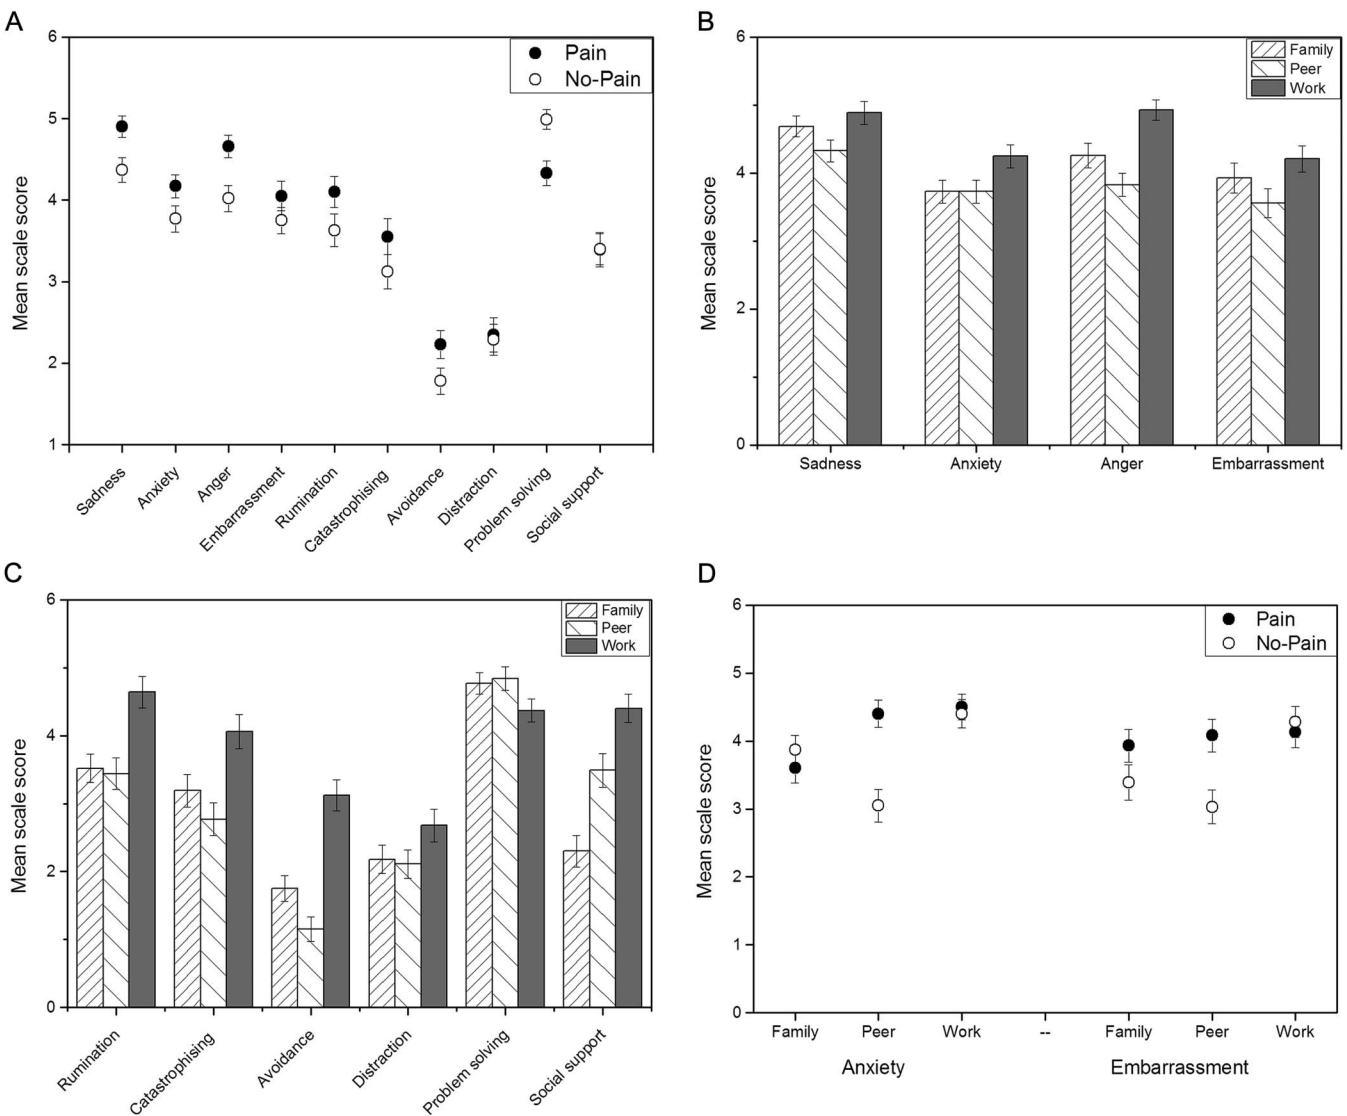 A
6
5
4
3
2
1
Mean scale score
Pain
No-Pain
Sadness
Anxiety
Anger
Embarrassment
Rumination
Catastrophising
Avoidance
Distraction
Problem solving
Social support
B
6
4
2
0
Mean scale score
Family
Peer
Work
Sadness
Anxiety
Anger
Embarrassment
C
6
4
2
0
Mean scale score
Family
Peer
Work
Rumination
Catastrophising
Avoidance
Distraction
Problem solving
Social support
D
6
5
4
3
2
1
0
Mean scale score
Pain
No-Pain
Family Peer Work -- Family Peer Work
Anxiety Embarrassment